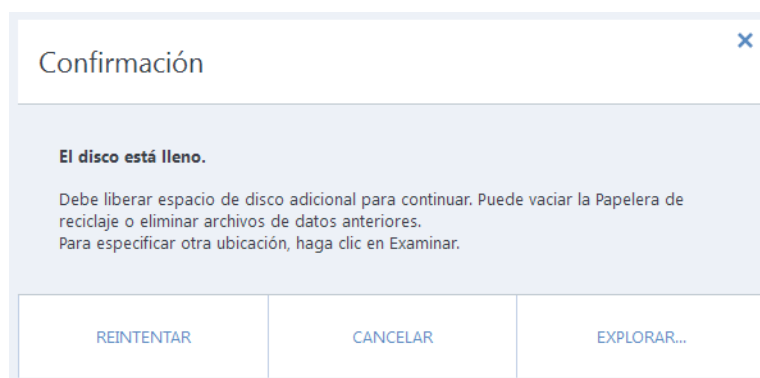 Confirmación
El disco está lleno.
Debe liberar espacio de disco adicional para continuar. Puede vaciar la Papelera de
reciclaje o eliminar archivos de datos anteriores.
Para especificar otra ubicación, haga clic en Examinar.
REINTENTAR
CANCELAR
EXPLORAR...